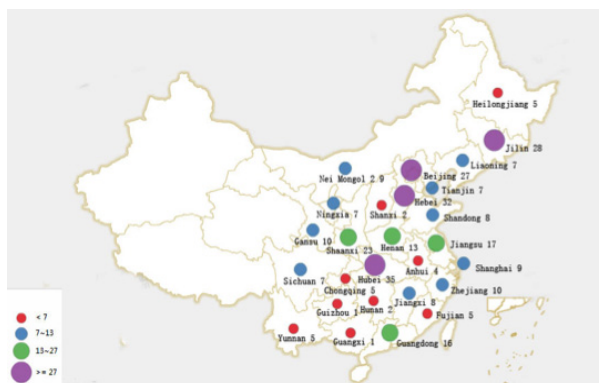 Heilongjiang 5
Jilin 28
Liaoning 7
Beijing 27
Nei Mongol 2 9
Tianjin 7
Hebei 32
Ningxia 7
Shanxi 2
Shandong 8
Gansu 10
Shaanxi 23
Henan 13
Jiangsu 17
Anhui 4
Shanghai 9
Sichuan 7
Hubei 35
Chongqing 5
Zhejiang 10
Jiangxi 8
Guizhou 1
Hunan 2
Fujian 5
Yunnan 5
Guangxi 1
Guangdong 16
< 7
7~13
13~27
>= 27